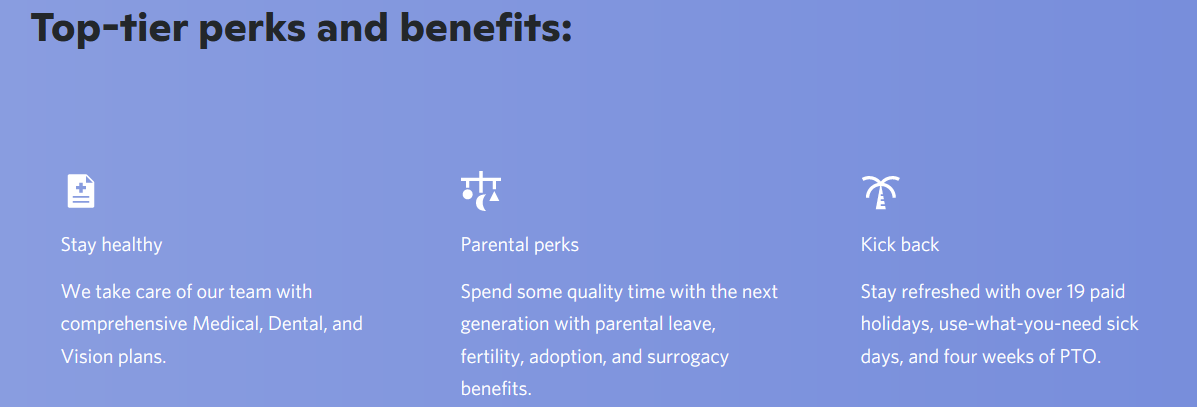 Top-tier perks and benefits:
Stay healthy
We take care of our team with
comprehensive Medical, Dental, and
Vision plans.
Parental perks
Spend some quality time with the next
generation with parental leave,
fertility, adoption, and surrogacy
benefits.
Kick back
Stay refreshed with over 19 paid
holidays, use-what-you-need sick
days, and four weeks of PTO.